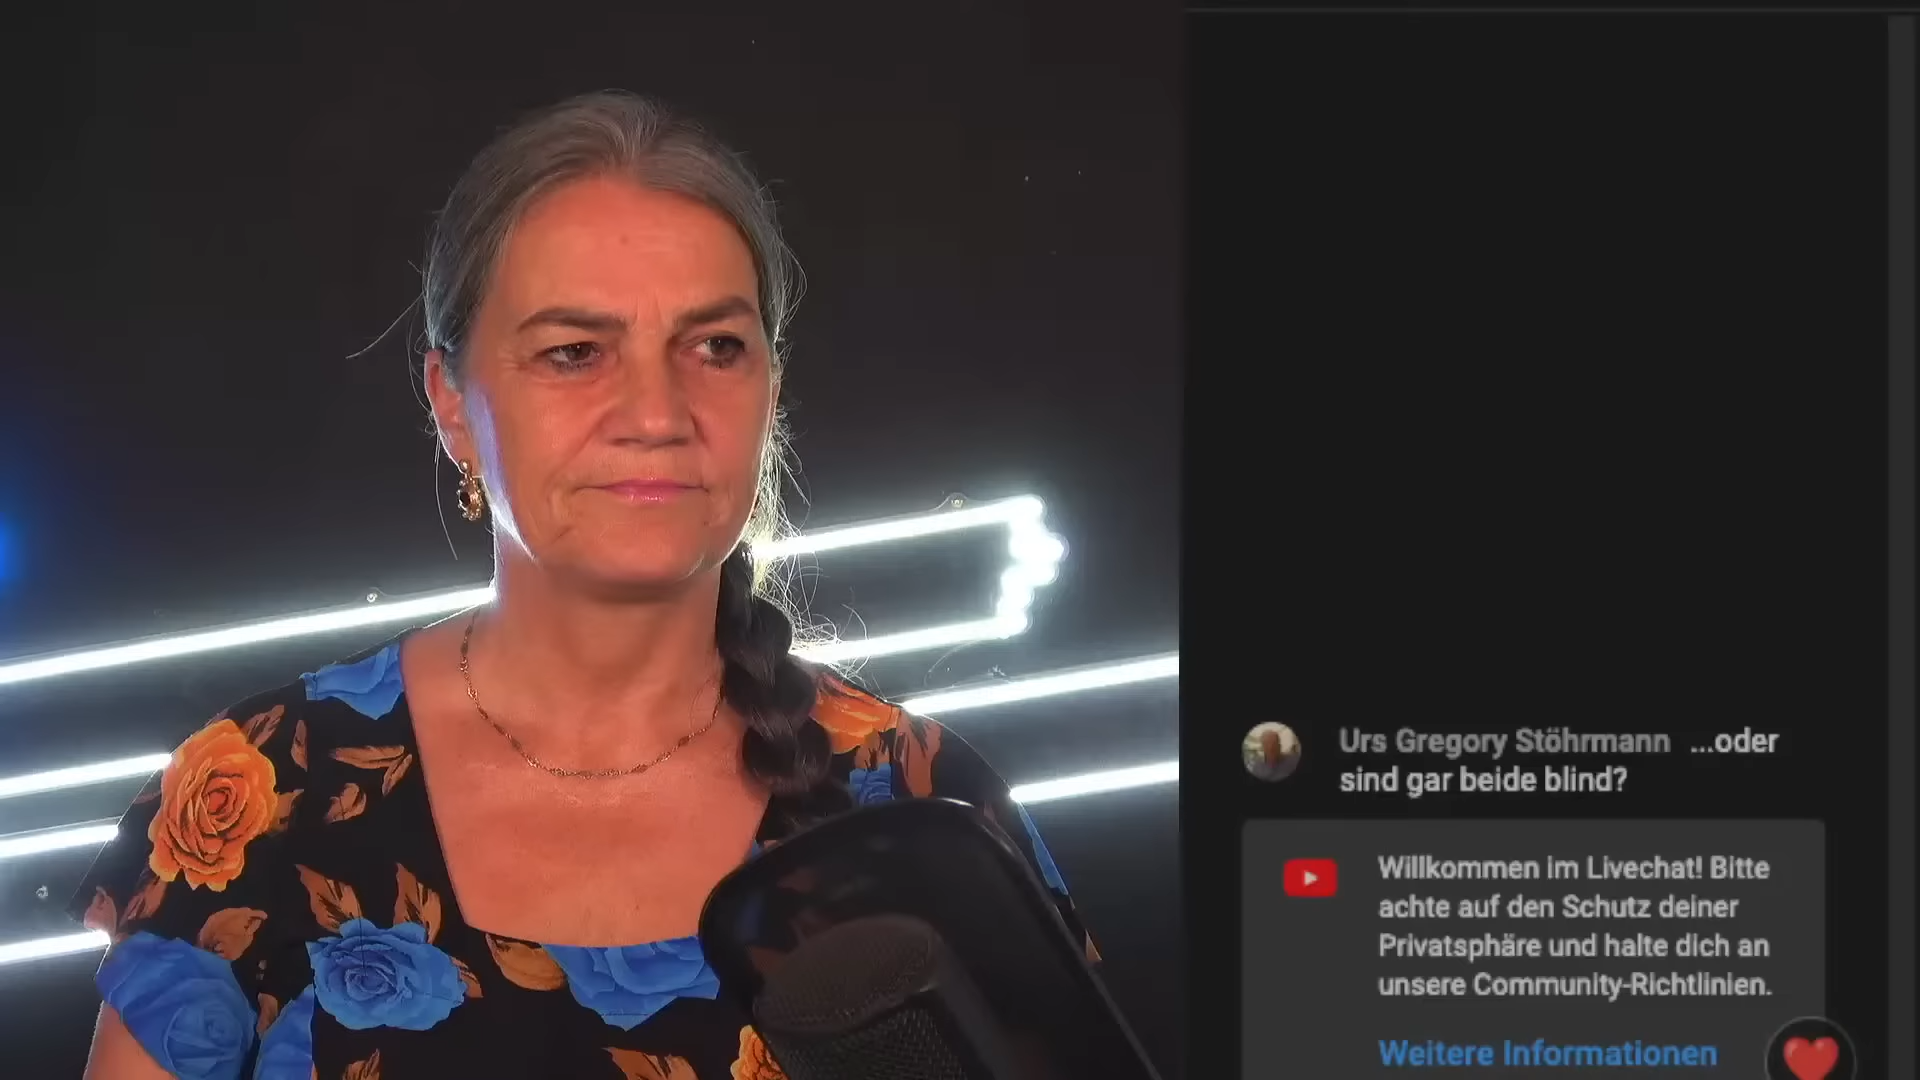 Urs Gregory Störhmann ...oder
sind gar beide blind?
Willkommen im Livechat! Bitte
achte auf den Schutz deiner
Privatsphäre und halte dich an
unsere Community-Richtlinien.
Weitere Informationen